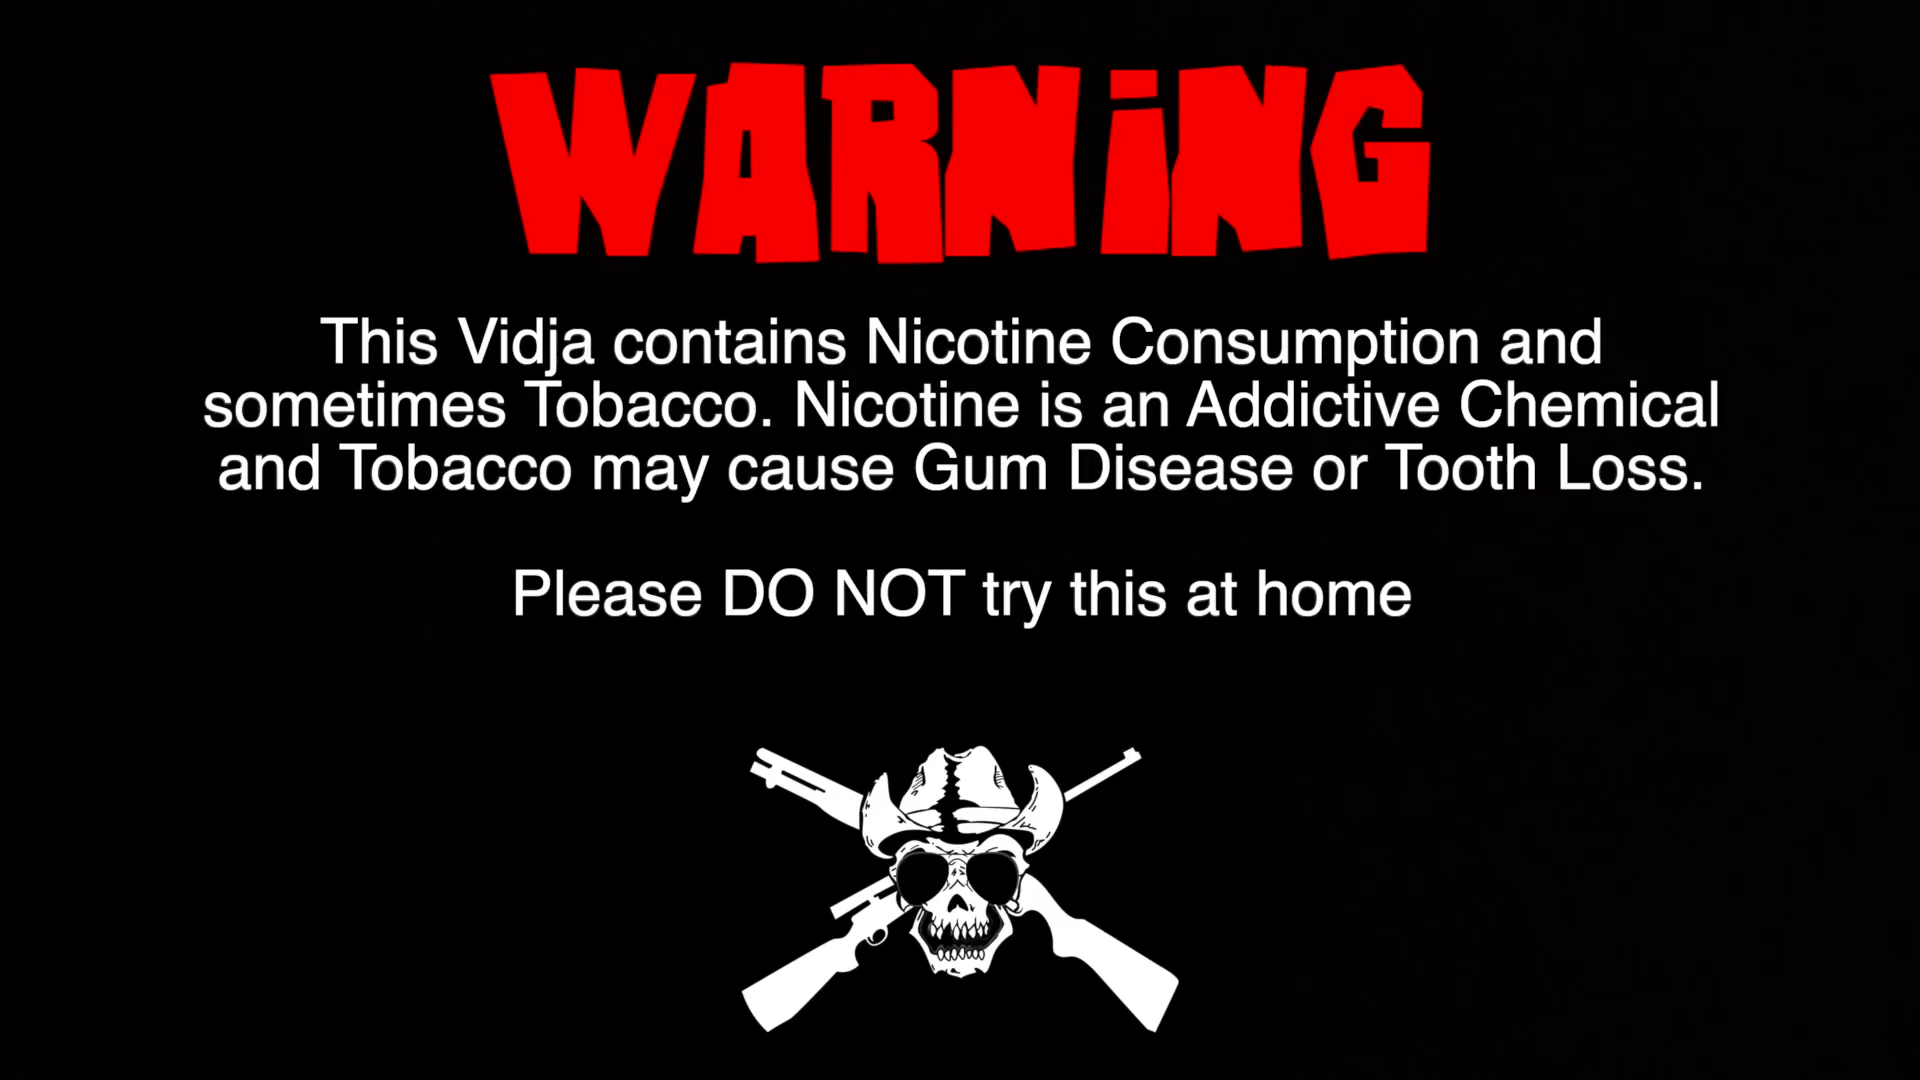 WARNiNG
This Vidja contains Nicotine Consumption and
sometimes Tobacco. Nicotine is an Addictive Chemical
and Tobacco may cause Gum Disease or Tooth Loss.
Please DO NOT try this at home